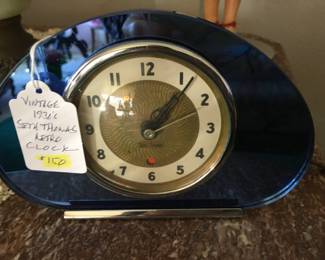 VINTAGE
1930's
SETH THOMAS
RETRO
CLOCK
$150
12
1
2
3
4
5
6
7
8
9
10
11